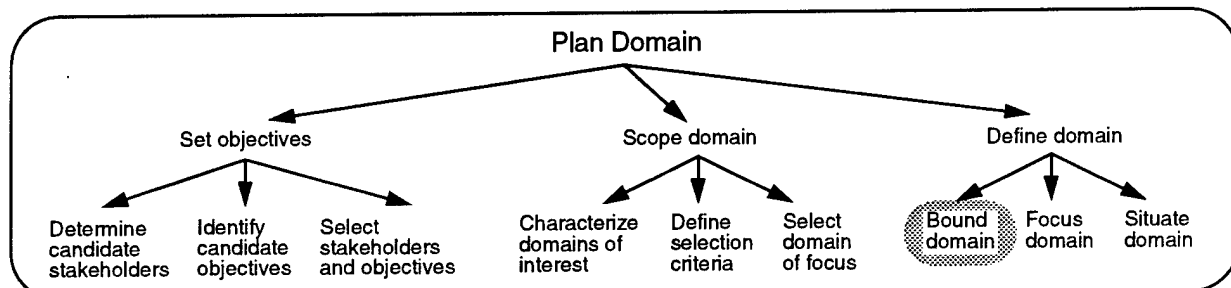 Plan Domain
Set objectives
Scope domain
Define domain
Determine
candidate
stakeholders
Identify
candidate
objectives
Select
stakeholders
and objectives
Characterize
domains of
interest
Define
selection
criteria
Select
domain
of focus
Bound
domain
Focus
domain
Situate
domain